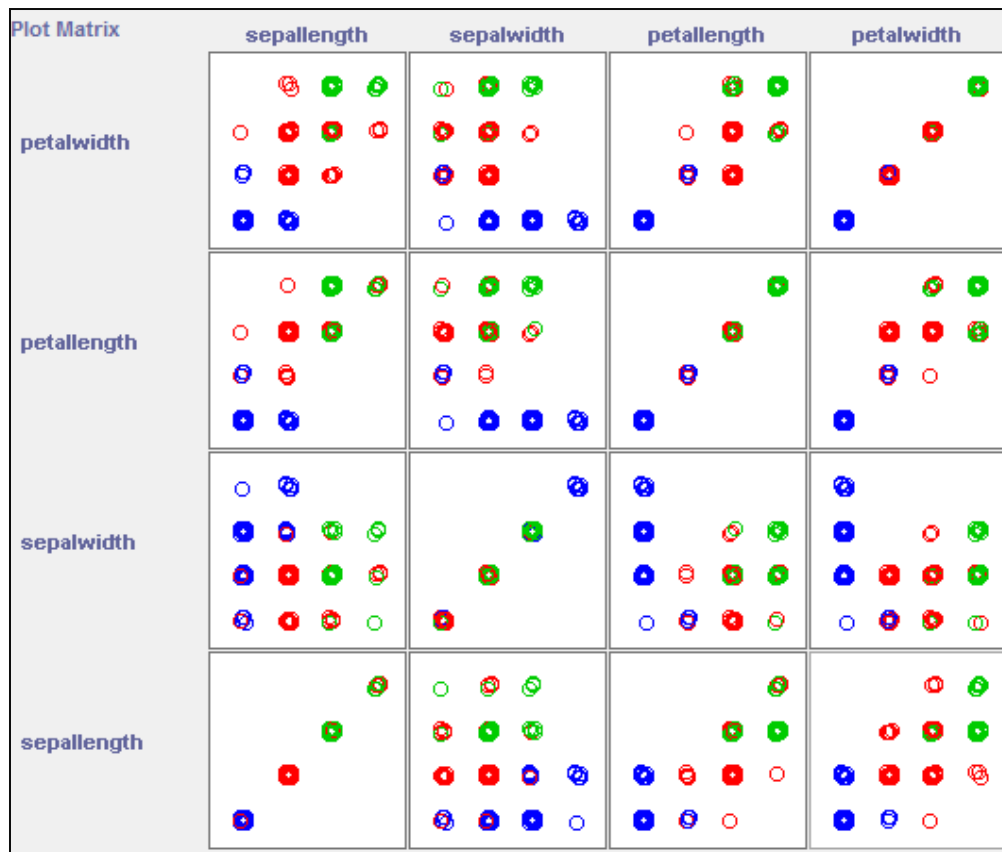 Plot Matrix
sepallength sepalwidth petallength petalwidth
petalwidth
petallength
sepalwidth
sepallength